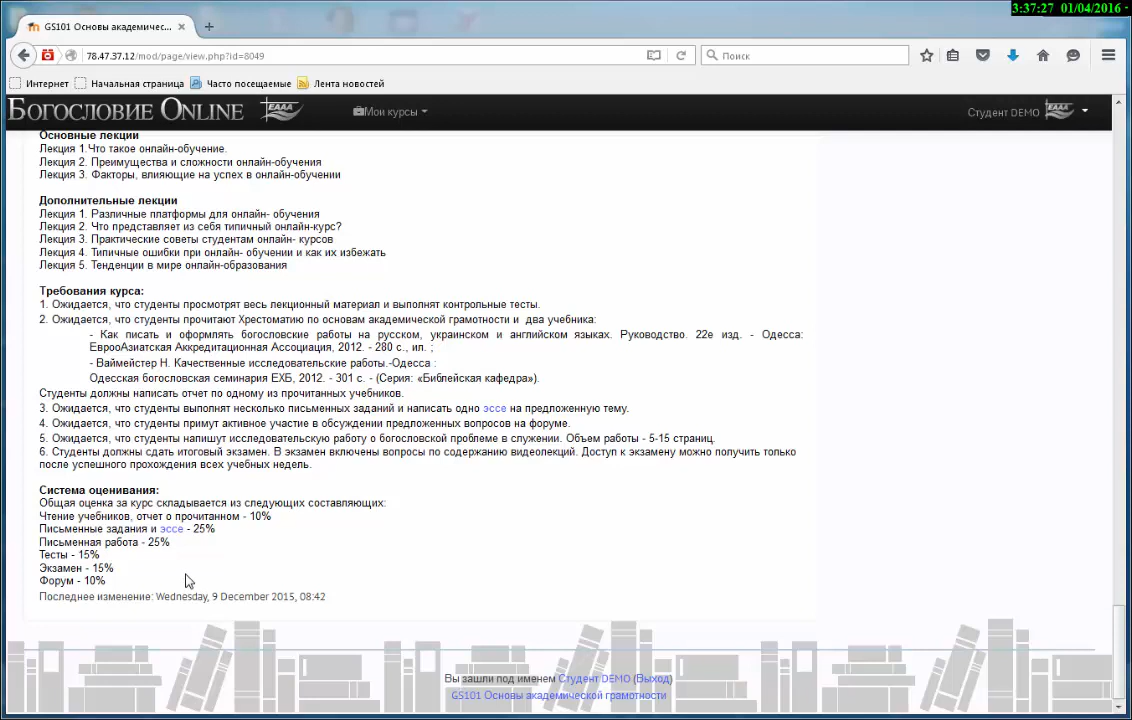 3:37:27 01/04/2016
GS101 Основы академичес...
78.47.37.12/mod/page/view.php?id=8049
Поиск
Интернет Начальная страница Часто посещаемые Лента новостей
Богословие Online ЕААА Мои курсы Студент DEMO
Основные лекции
Лекция 1.Что такое онлайн-обучение.
Лекция 2. Преимущества и сложности онлайн-обучения
Лекция 3. Факторы, влияющие на успех в онлайн-обучении
Дополнительные лекции
Лекция 1. Различные платформы для онлайн- обучения
Лекция 2. Что представляет из себя типичный онлайн-курс?
Лекция 3. Практические советы студентам онлайн- курсов
Лекция 4. Типичные ошибки при онлайн- обучении и как их избежать
Лекция 5. Тенденции в мире онлайн-образования
Требования курса:
1. Ожидается, что студенты просмотрят весь лекционный материал и выполнят контрольные тесты.
2. Ожидается, что студенты прочитают Хрестоматию по основам академической грамотности и два учебника:
- Как писать и оформлять богословские работы на русском, украинском и английском языках. Руководство. 22е изд. - Одесса:
ЕврооАзиатская Аккредитационная Ассоциация, 2012. - 280 с., ил. ;
- Ваймейстер Н. Качественные исследовательские работы.-Одесса :
Одесская богословская семинария ЕХБ, 2012. - 301 с. - (Серия: «Библейская кафедра»).
Студенты должны написать отчет по одному из прочитанных учебников.
3. Ожидается, что студенты выполнят несколько письменных заданий и написать одно эссе на предложенную тему.
4. Ожидается, что студенты примут активное участие в обсуждении предложенных вопросов на форуме.
5. Ожидается, что студенты напишут исследовательскую работу о богословской проблеме в служении. Объем работы - 5-15 страниц.
6. Студенты должны сдать итоговый экзамен. В экзамен включены вопросы по содержанию видеолекций. Доступ к экзамену можно получить только
после успешного прохождения всех учебных недель.
Система оценивания:
Общая оценка за курс складывается из следующих составляющих:
Чтение учебников, отчет о прочитанном - 10%
Письменные задания и эссе - 25%
Письменная работа - 25%
Тесты - 15%
Экзамен - 15%
Форум - 10%
Последнее изменение: Wednesday, 9 December 2015, 08:42
Вы зашли под именем Студент DEMO (Выход)
GS101 Основы академической грамотности